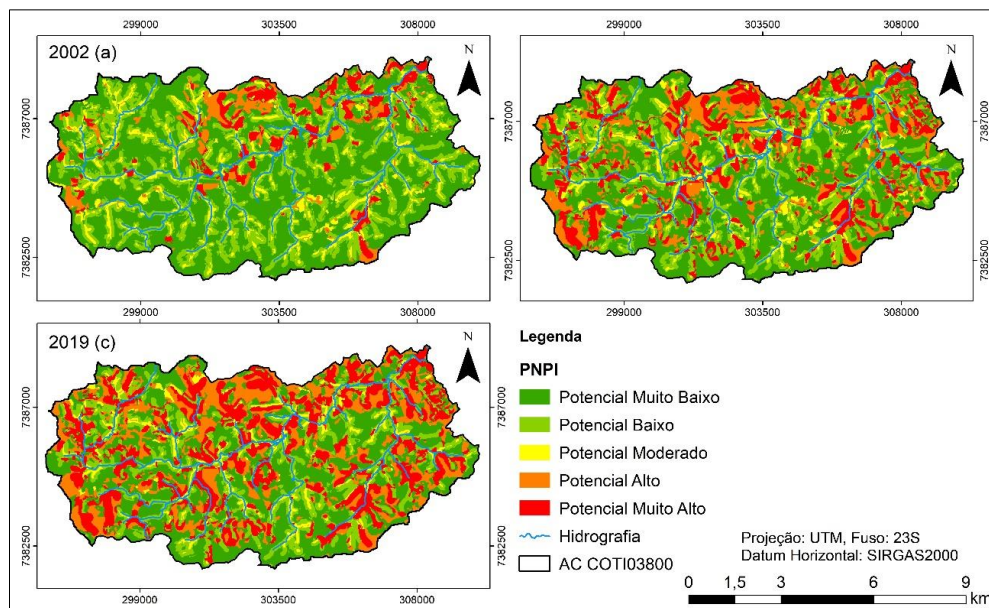 299000 303500 308000
299000 303500 308000
2002 (a)
N
N
7387000
7387000
7382500
7382500
299000 303500 308000
299000 303500 308000
2019 (c)
N
7387000
7382500
299000 303500 308000
Legenda
PNPI
Potencial Muito Baixo
Potencial Baixo
Potencial Moderado
Potencial Alto
Potencial Muito Alto
Hidrografia
AC COTI03800
Projeção: UTM, Fuso: 23S
Datum Horizontal: SIRGAS2000
0 1,5 3 6 9
km